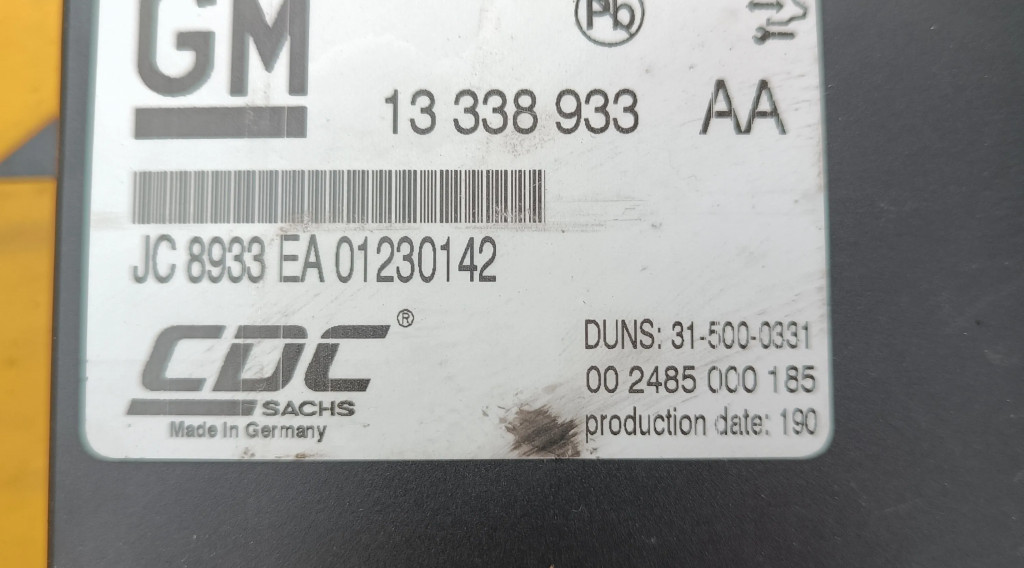 GM
Pb
13 338 933 AA
JC 8933 EA 01230142
CDC®
SACHS
Made In Germany
DUNS: 31-500-0331
00 2485 000 185
production date: 190